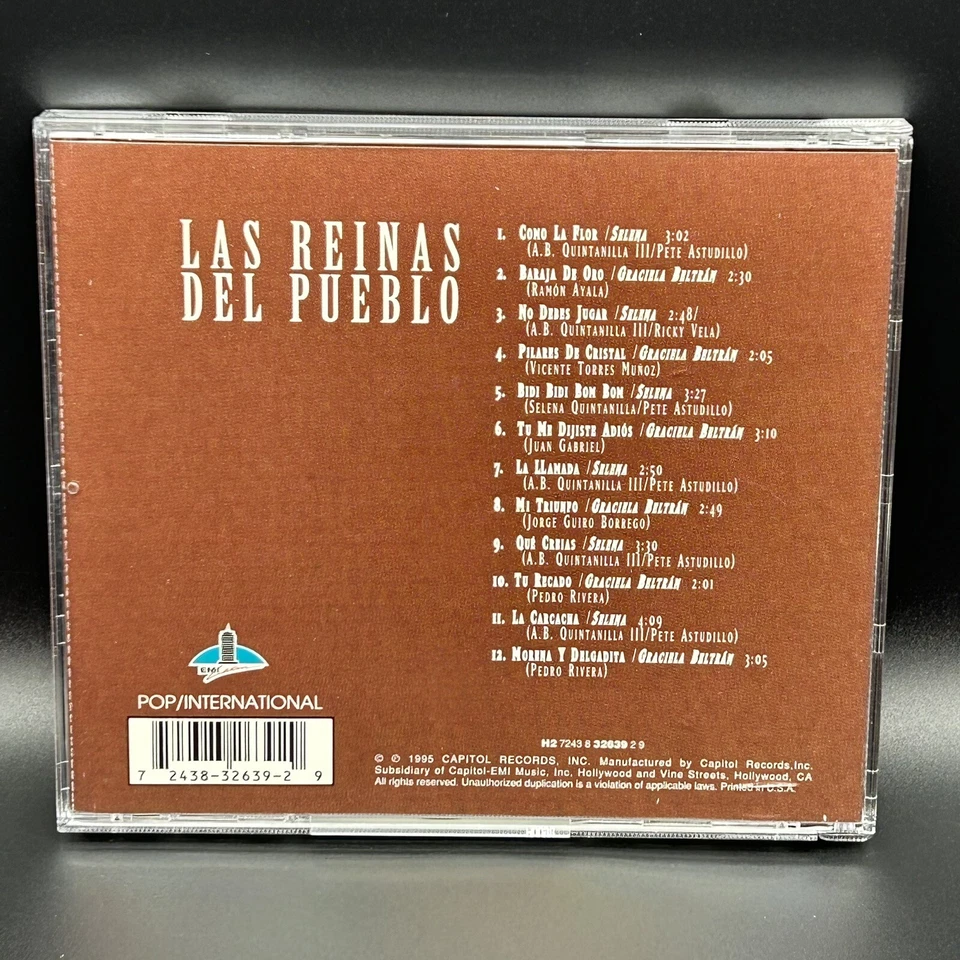 LAS REINAS
DEL PUEBLO
1. COMO LA FLOR /SELENA 3:02
(A.B. QUINTANILLA III/PETE ASTUDILLO)
2. BARAJA DE ORO /GRACIELA BELTRÁN 2:30
(RAMÓN AYALA)
3. NO DEBES JUGAR /SELENA 2:48/
(A.B. QUINTANILLA III/RICKY VELA)
4. PILARES DE CRISTAL /GRACIELA BELTRÁN 2:05
(VICENTE TORRES MUÑOZ)
5. BIDI BIDI BOM BOM /SELENA 3:27
(SELENA QUINTANILLA/PETE ASTUDILLO)
6. TU ME DIJISTE ADIÓS /GRACIELA BELTRÁN 3:10
(JUAN GABRIEL)
7. LA LLAMADA /SELENA 2:50
(A.B. QUINTANILLA III/PETE ASTUDILLO)
8. MI TRIUNFO /GRACIELA BELTRÁN 2:49
(JORGE GUIRO BORREGO)
9. QUÉ CREIAS /SELENA 3:30
(A.B. QUINTANILLA III/PETE ASTUDILLO)
10. TU RECADO /GRACIELA BELTRÁN 2:01
(PEDRO RIVERA)
11. LA CARCACHA /SELENA 4:09
(A.B. QUINTANILLA III/PETE ASTUDILLO)
12. MORENA Y DELGADITA /GRACIELA BELTRÁN 3:05
(PEDRO RIVERA)
EMI Latin
POP/INTERNATIONAL
7 2438-32639-2 9
H2 7243 8 32639 2 9
© ℗ 1995 CAPITOL RECORDS, INC. Manufactured by Capitol Records, Inc.
Subsidiary of Capitol-EMI Music, Inc. Hollywood and Vine Streets, Hollywood, CA
All rights reserved. Unauthorized duplication is a violation of applicable laws. Printed in U.S.A.